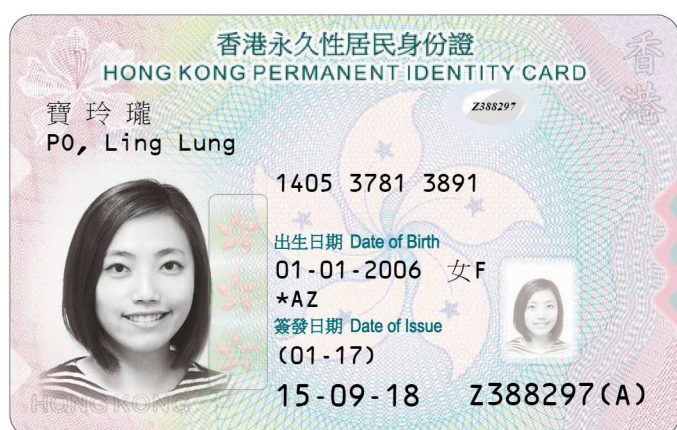 香港永久性居民身份證
HONG KONG PERMANENT IDENTITY CARD
香港
寶 玲 瓏
Z388297
PO, Ling Lung
1405 3781 3891
出生日期 Date of Birth
01-01-2006 女F
*AZ
簽發日期 Date of Issue
(01-17)
15-09-18 Z388297(A)
HONG KONG